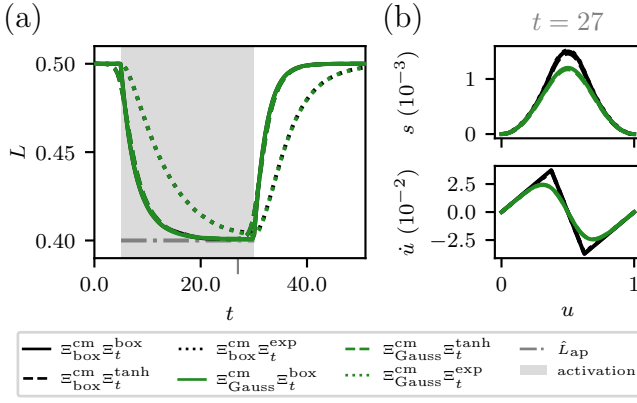 (a)
(b)
t = 27
0.50
0.45
0.40
L
0.0
20.0
40.0
t
1
0
s (10⁻³)
2.5
0.0
−2.5
u̇ (10⁻²)
0
1
u
Ξ^cm_box Ξ^box_t
Ξ^cm_box Ξ^tanh_t
Ξ^cm_box Ξ^exp_t
Ξ^cm_Gauss Ξ^box_t
Ξ^cm_Gauss Ξ^tanh_t
Ξ^cm_Gauss Ξ^exp_t
L̂_ap
activation